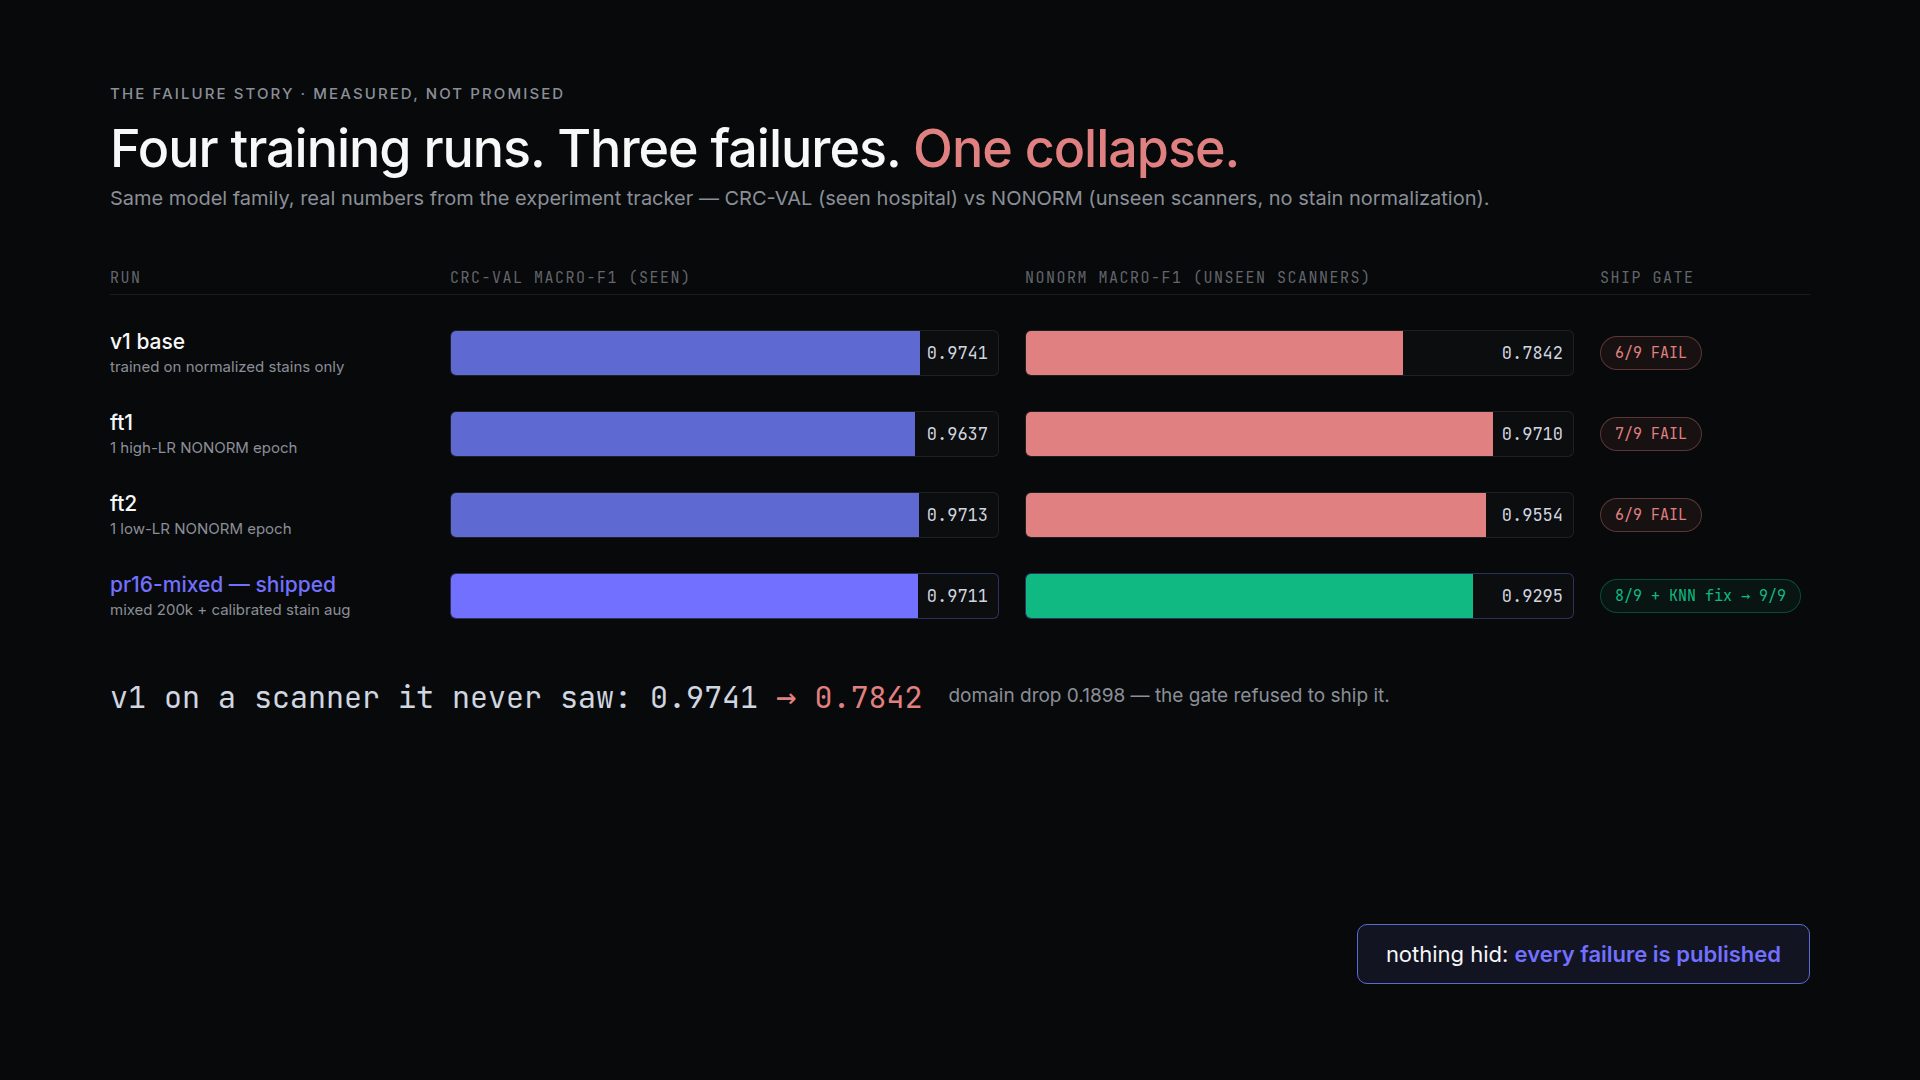 THE FAILURE STORY · MEASURED, NOT PROMISED
Four training runs. Three failures. One collapse.
Same model family, real numbers from the experiment tracker — CRC-VAL (seen hospital) vs NONORM (unseen scanners, no stain normalization).
RUN CRC-VAL MACRO-F1 (SEEN) NONORM MACRO-F1 (UNSEEN SCANNERS) SHIP GATE
v1 base
trained on normalized stains only
0.9741 0.7842 6/9 FAIL
ft1
1 high-LR NONORM epoch
0.9637 0.9710 7/9 FAIL
ft2
1 low-LR NONORM epoch
0.9713 0.9554 6/9 FAIL
pr16-mixed — shipped
mixed 200k + calibrated stain aug
0.9711 0.9295 8/9 + KNN fix → 9/9
v1 on a scanner it never saw: 0.9741 → 0.7842 domain drop 0.1898 — the gate refused to ship it.
nothing hid: every failure is published